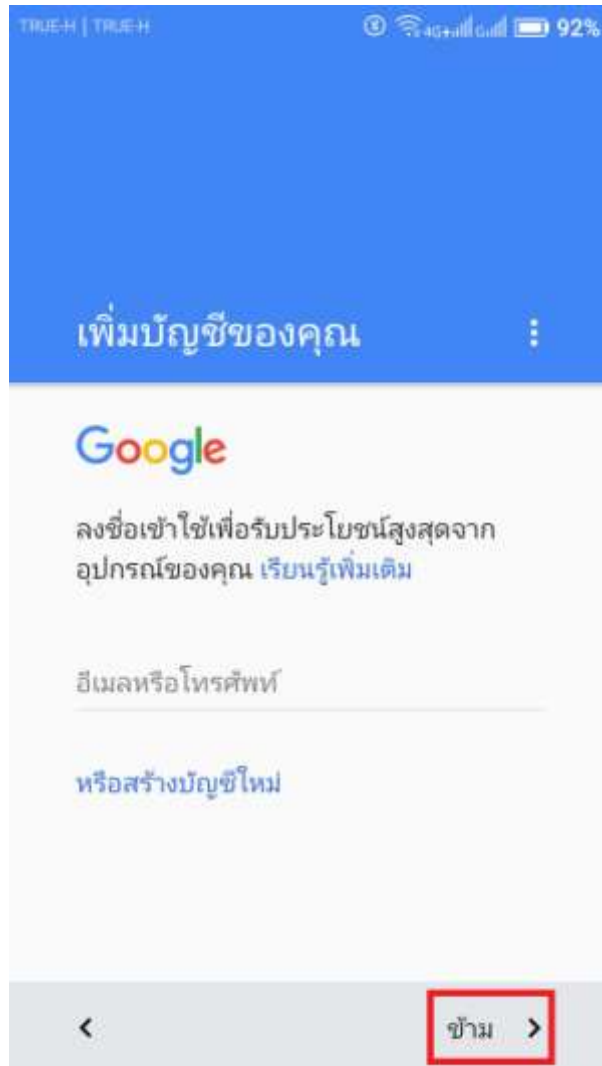 TRUE-H | TRUE-H 4G+ G 92%
เพิ่มบัญชีของคุณ
Google
ลงชื่อเข้าใช้เพื่อรับประโยชน์สูงสุดจาก
อุปกรณ์ของคุณ เรียนรู้เพิ่มเติม
อีเมลหรือโทรศัพท์
หรือสร้างบัญชีใหม่
ข้าม